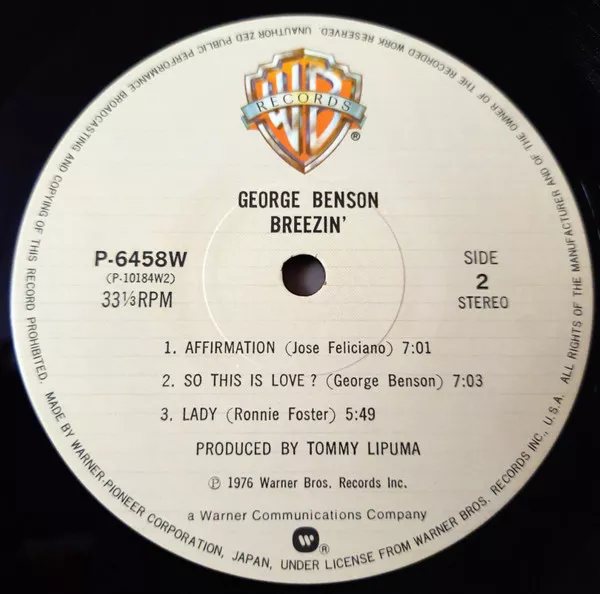 UNAUTHORIZED PUBLIC PERFORMANCE BROADCASTING AND COPYING OF THIS RECORD PROHIBITED. MADE BY WARNER-PIONEER CORPORATION, JAPAN, UNDER LICENSE FROM WARNER BROS. RECORDS INC., U.S.A. ALL RIGHTS OF THE MANUFACTURER AND OF THE OWNER OF THE RECORDED WORK RESERVED.
WB
RECORDS
®
GEORGE BENSON
BREEZIN'
P-6458W
(P-10184W2)
33⅓RPM
SIDE
2
STEREO
1. AFFIRMATION (Jose Feliciano) 7:01
2. SO THIS IS LOVE? (George Benson) 7:03
3. LADY (Ronnie Foster) 5:49
PRODUCED BY TOMMY LIPUMA
℗ 1976 Warner Bros. Records Inc.
a Warner Communications Company
®